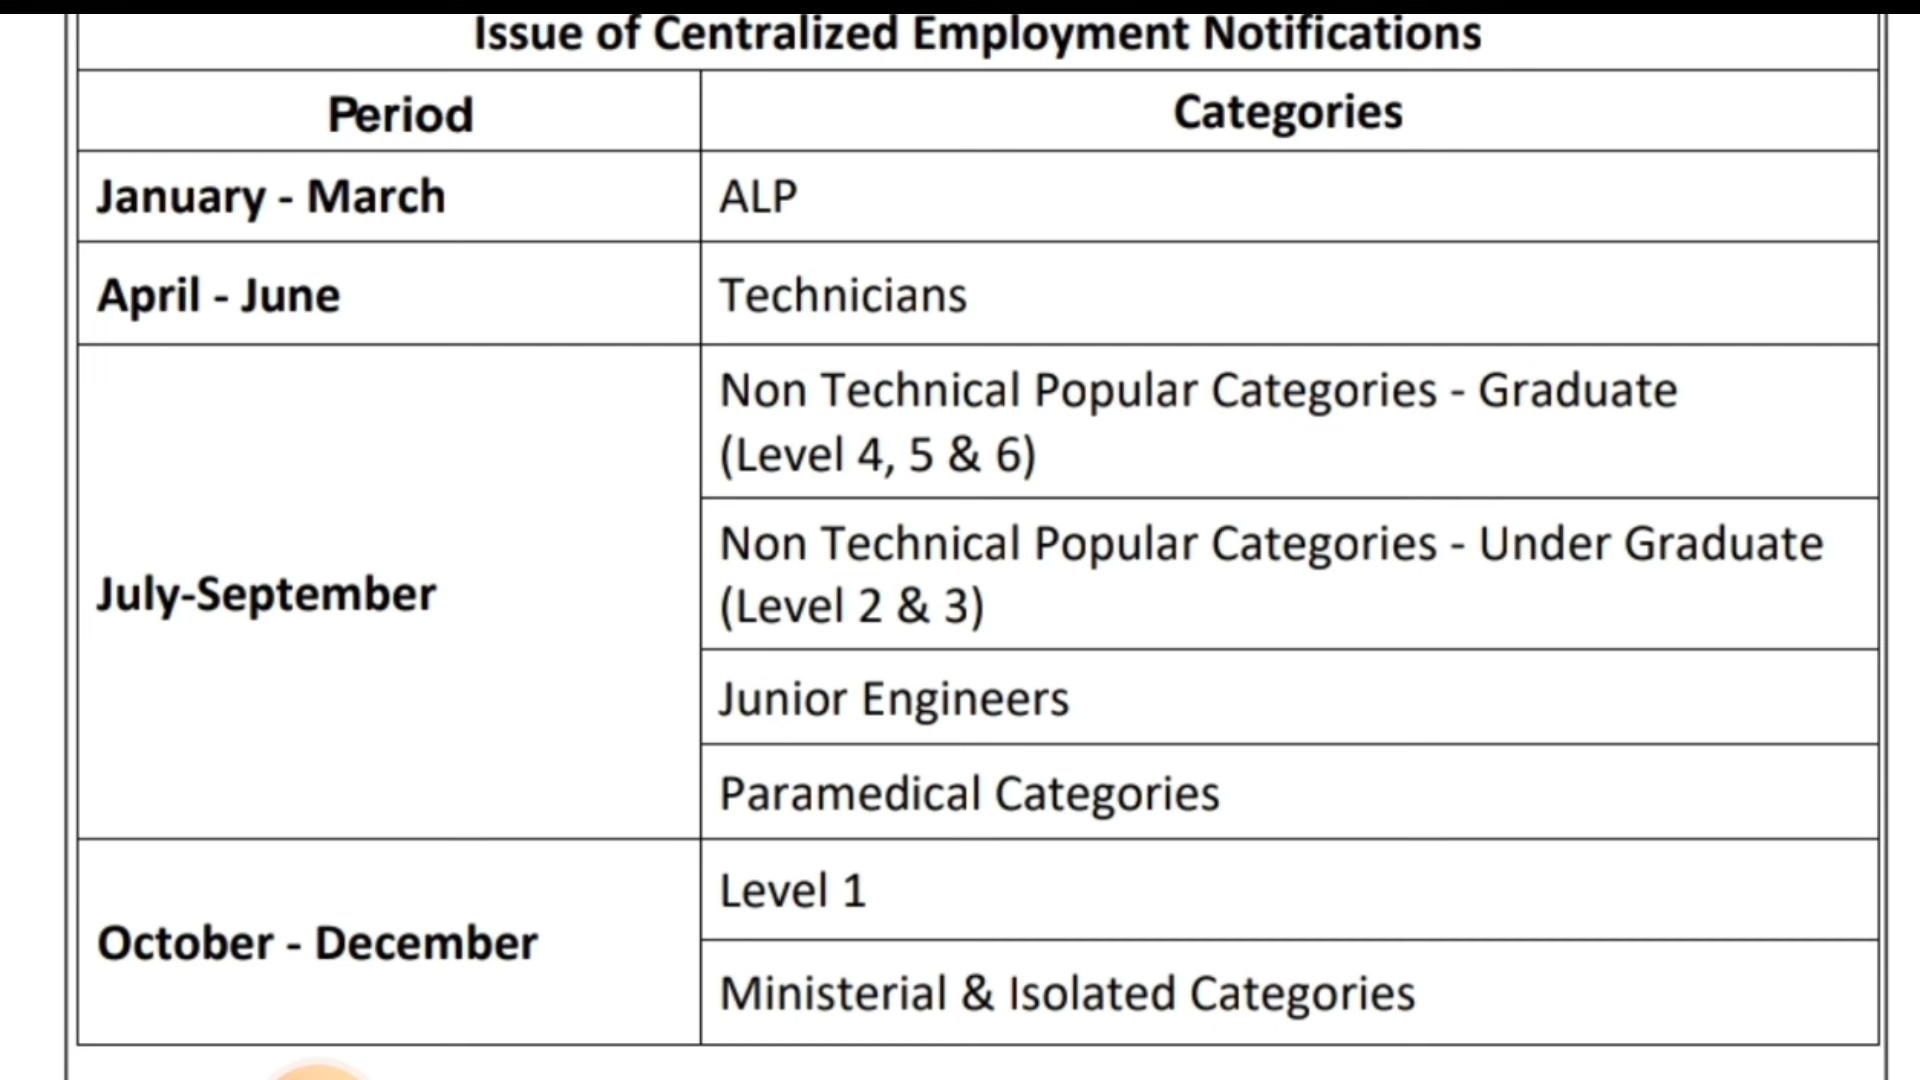 Issue of Centralized Employment Notifications
Period
Categories
January - March
ALP
April - June
Technicians
July-September
Non Technical Popular Categories - Graduate
(Level 4, 5 & 6)
Non Technical Popular Categories - Under Graduate
(Level 2 & 3)
Junior Engineers
Paramedical Categories
October - December
Level 1
Ministerial & Isolated Categories